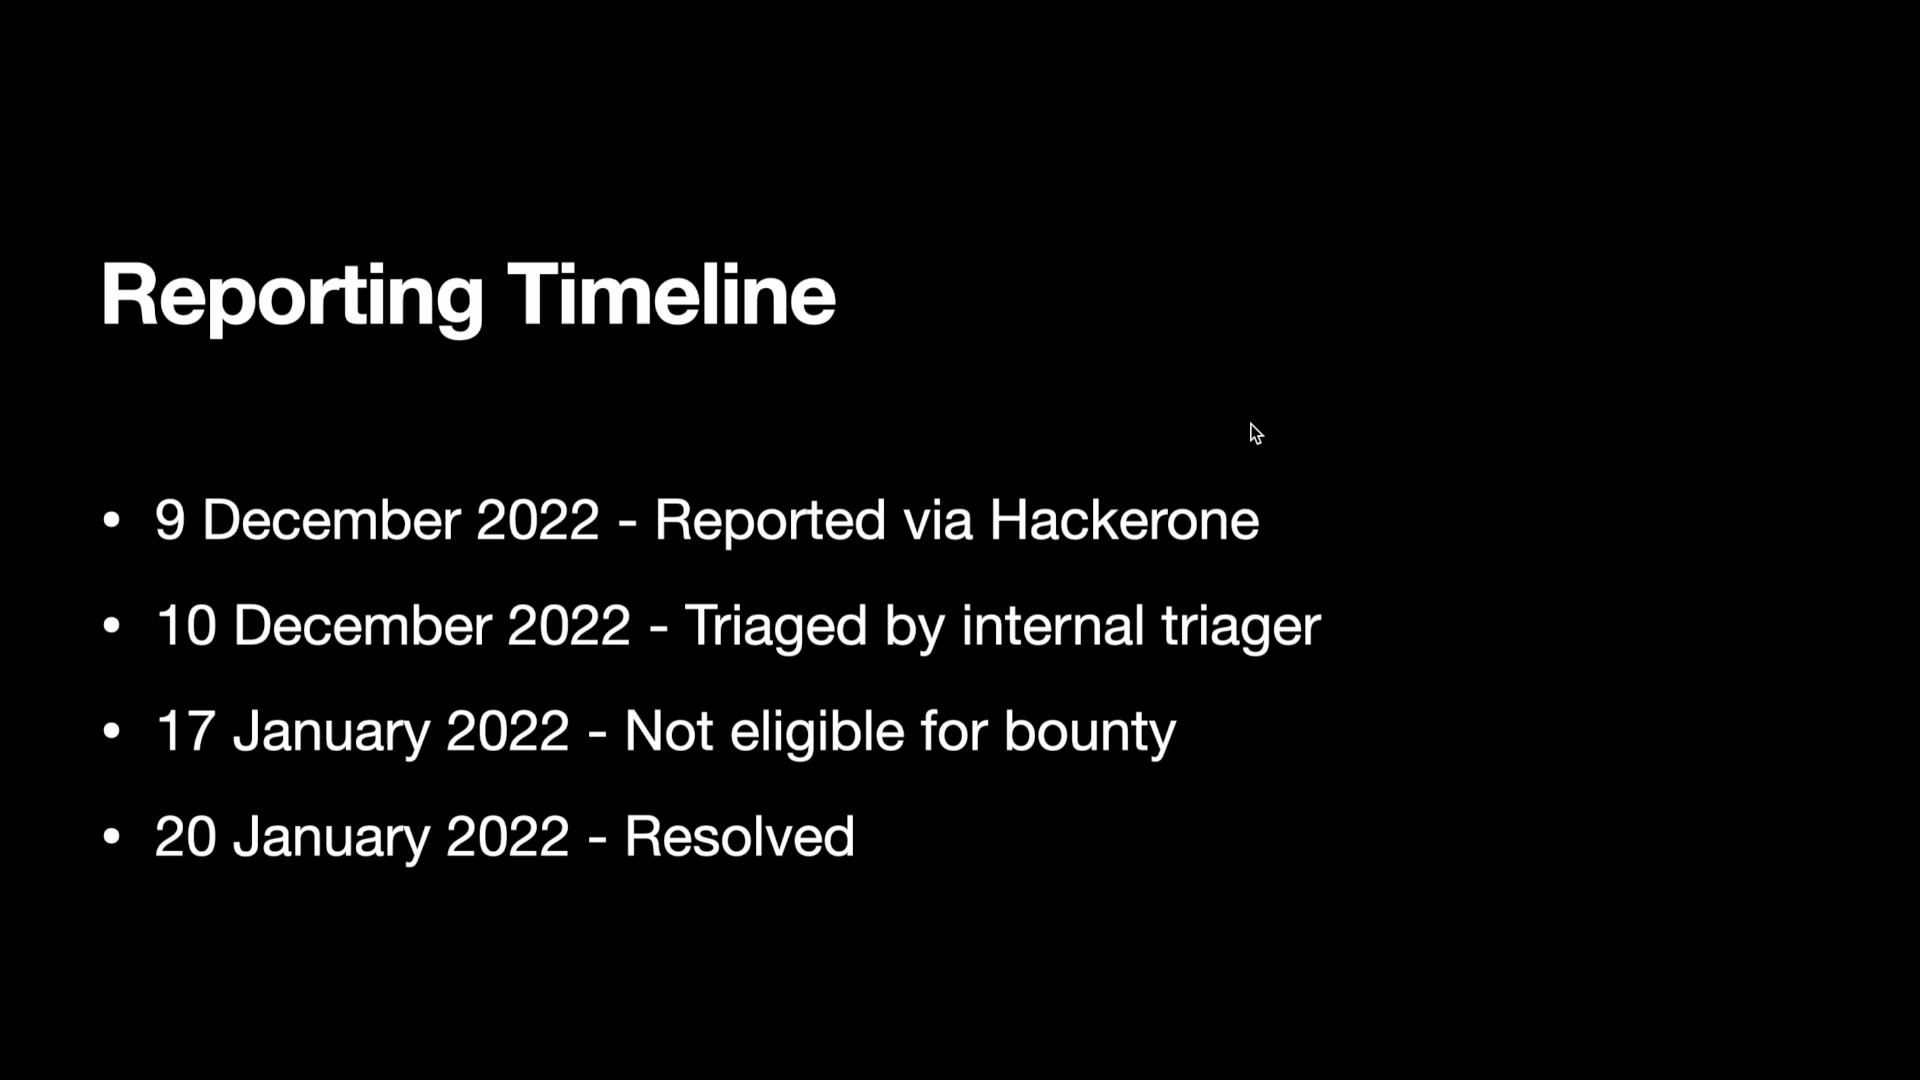 Reporting Timeline
• 9 December 2022 - Reported via Hackerone
• 10 December 2022 - Triaged by internal triager
• 17 January 2022 - Not eligible for bounty
• 20 January 2022 - Resolved